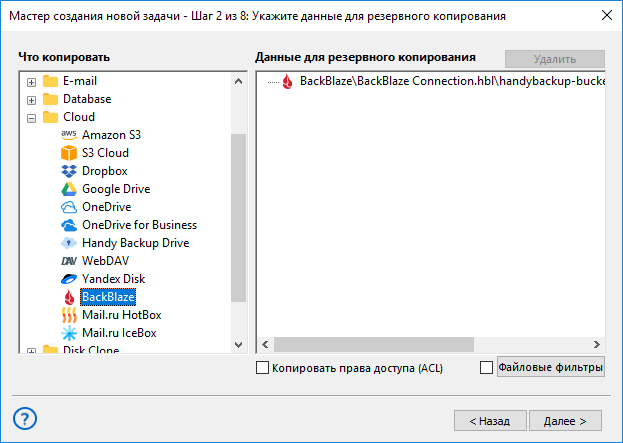 Мастер создания новой задачи - Шаг 2 из 8: Укажите данные для резервного копирования
Что копировать
Данные для резервного копирования
Удалить
E-mail
Database
Cloud
aws Amazon S3
S3 Cloud
Dropbox
Google Drive
OneDrive
OneDrive for Business
Handy Backup Drive
DAV WebDAV
Yandex Disk
BackBlaze
Mail.ru HotBox
Mail.ru IceBox
Disk Clone
BackBlaze\BackBlaze Connection.hbl\handybackup-bucke
Копировать права доступа (ACL)
Файловые фильтры
?
< Назад
Далее >